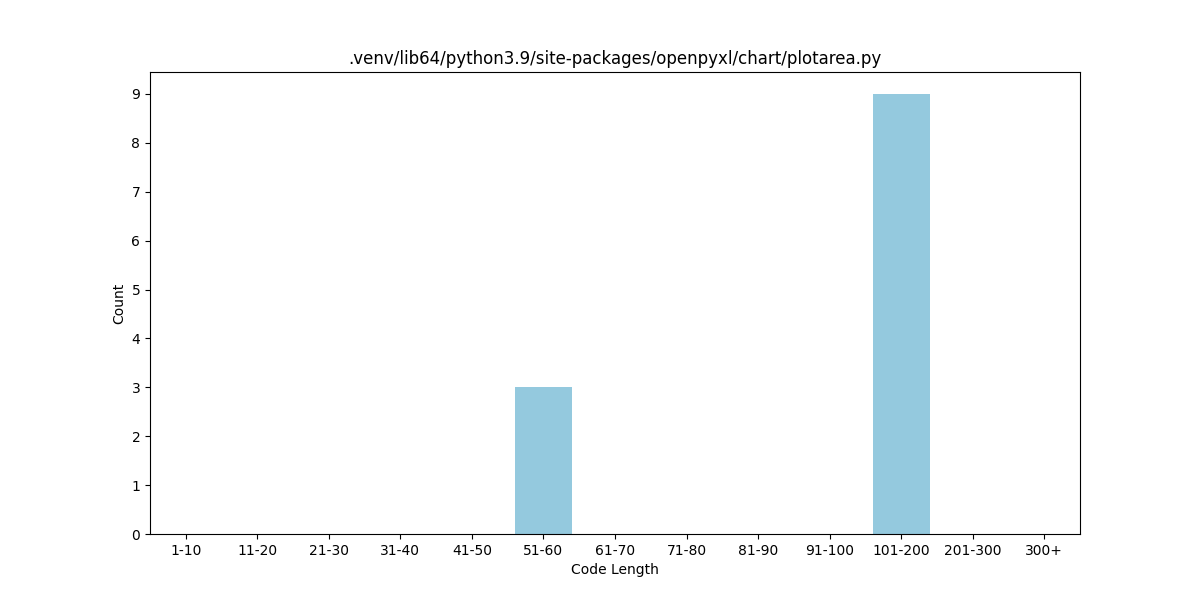 .venv/lib64/python3.9/site-packages/openpyxl/chart/plotarea.py
9
8
7
6
5
4
3
2
1
0
Count
1-10 11-20 21-30 31-40 41-50 51-60 61-70 71-80 81-90 91-100 101-200 201-300 300+
Code Length